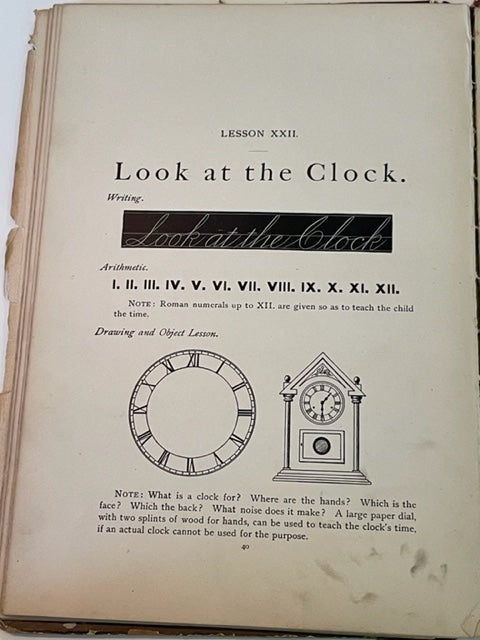 LESSON XXII.
Look at the Clock.
Writing.
Look at the Clock
Arithmetic.
I. II. III. IV. V. VI. VII. VIII. IX. X. XI. XII.
NOTE: Roman numerals up to XII. are given so as to teach the child
the time.
Drawing and Object Lesson.
NOTE: What is a clock for? Where are the hands? Which is the
face? Which the back? What noise does it make? A large paper dial,
with two splints of wood for hands, can be used to teach the clock's time,
if an actual clock cannot be used for the purpose.
40